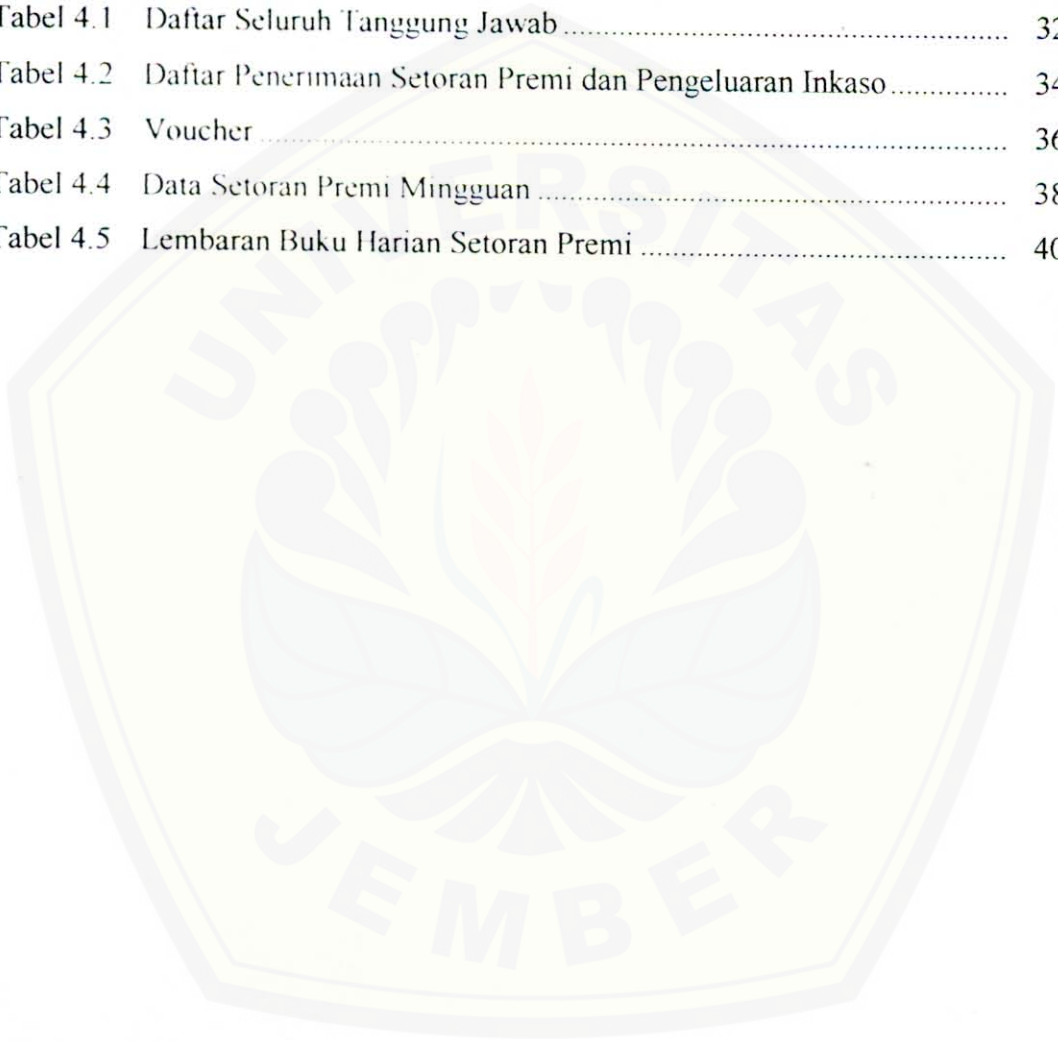 Tabel 4.1 Daftar Seluruh Tanggung Jawab ........ 32
Tabel 4.2 Daftar Penerimaan Setoran Premi dan Pengeluaran Inkaso ........ 34
Tabel 4.3 Voucher ........ 36
Tabel 4.4 Data Setoran Premi Mingguan ........ 38
Tabel 4.5 Lembaran Buku Harian Setoran Premi ........ 40
UNIVERSITAS
JEMBER